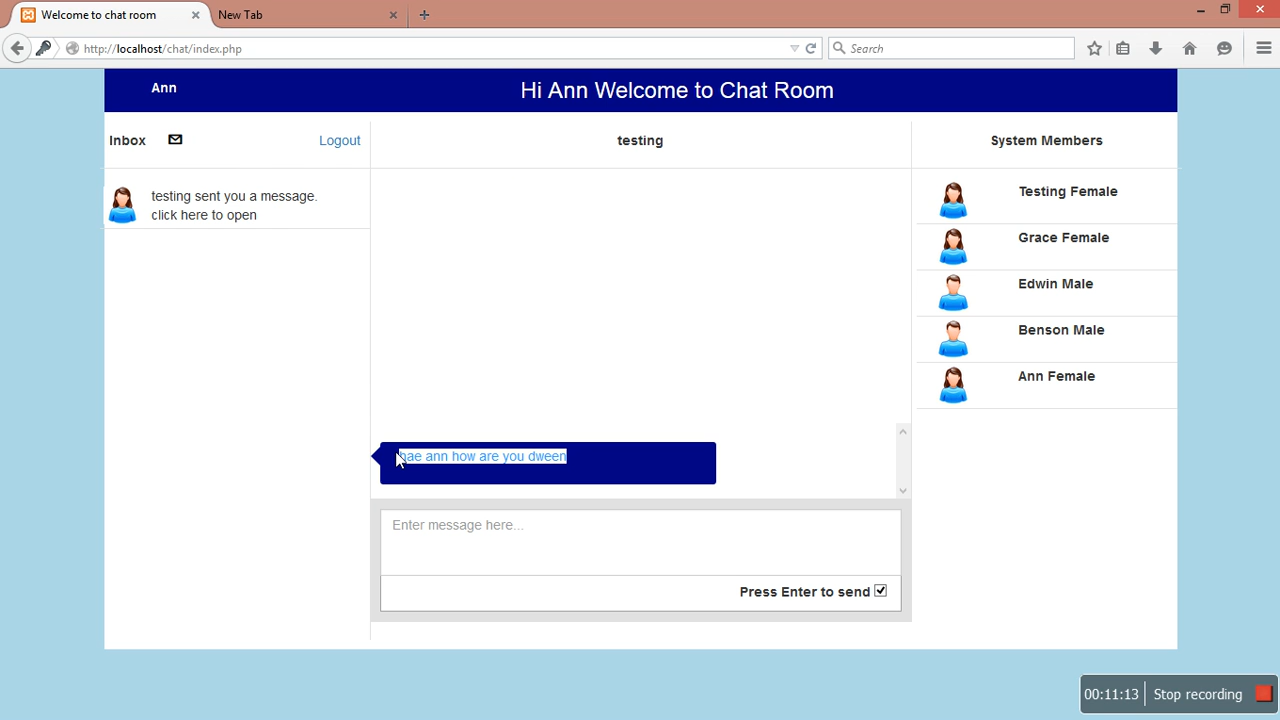 Welcome to chat room
New Tab
http://localhost/chat/index.php
Search
Ann
Hi Ann Welcome to Chat Room
Inbox
Logout
testing
System Members
testing sent you a message.
click here to open
Testing Female
Grace Female
Edwin Male
Benson Male
Ann Female
hae ann how are you dween
Enter message here...
Press Enter to send
00:11:13
Stop recording